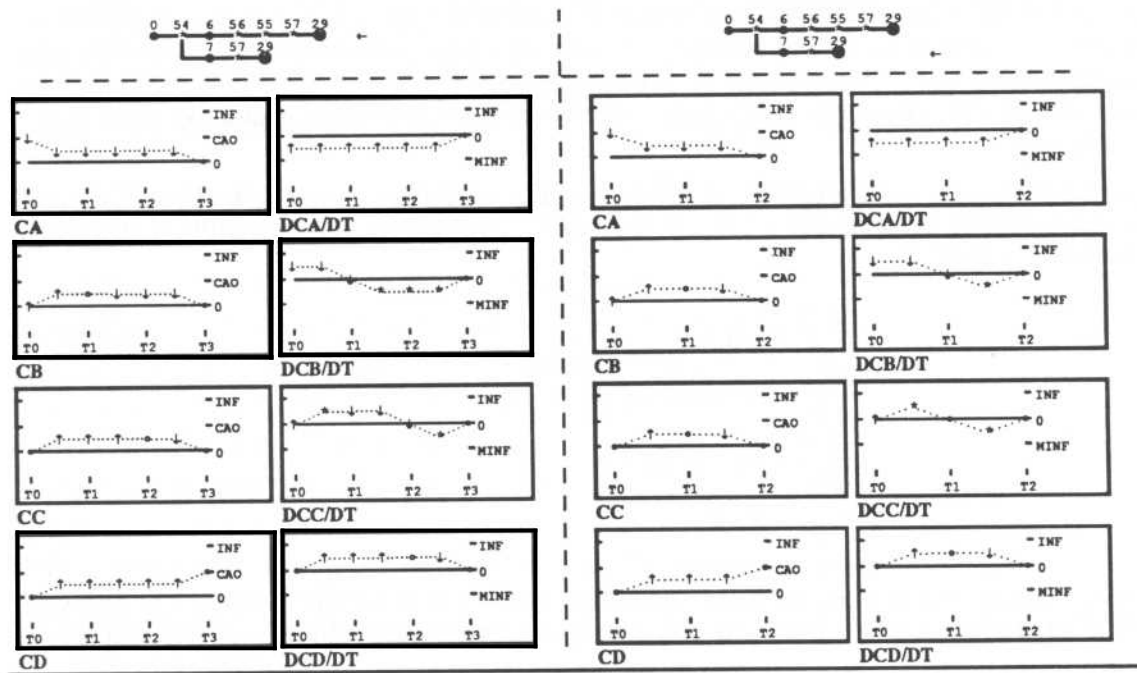 0 54 6 56 55 57 29
←
7 57 29
0 54 6 56 55 57 29
7 57 29
←
INF
CAO
0
T0 T1 T2 T3
CA
INF
0
MINF
T0 T1 T2 T3
DCA/DT
INF
CAO
0
T0 T1 T2
CA
INF
0
MINF
T0 T1 T2
DCA/DT
INF
CAO
0
T0 T1 T2 T3
CB
INF
0
MINF
T0 T1 T2 T3
DCB/DT
INF
CAO
0
T0 T1 T2
CB
INF
0
MINF
T0 T1 T2
DCB/DT
INF
CAO
0
T0 T1 T2 T3
CC
INF
0
MINF
T0 T1 T2 T3
DCC/DT
INF
CAO
0
T0 T1 T2
CC
INF
0
MINF
T0 T1 T2
DCC/DT
INF
CAO
0
T0 T1 T2 T3
CD
INF
0
MINF
T0 T1 T2 T3
DCD/DT
INF
CAO
0
T0 T1 T2
CD
INF
0
MINF
T0 T1 T2
DCD/DT